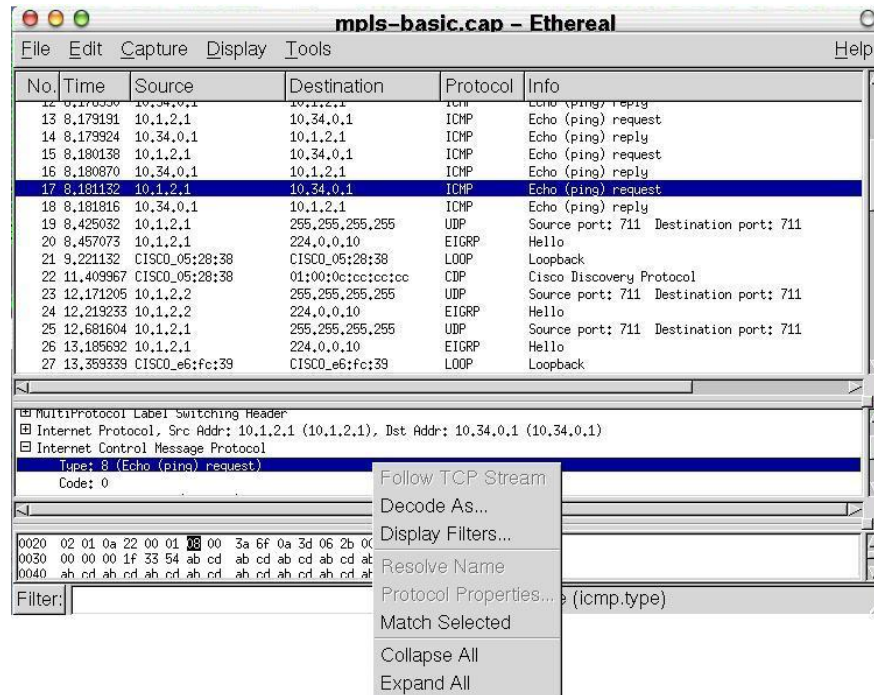 mpls-basic.cap - Ethereal
File Edit Capture Display Tools Help
No. Time Source Destination Protocol Info
13 8.179191 10.1.2.1 10.34.0.1 ICMP Echo (ping) request
14 8.179924 10.34.0.1 10.1.2.1 ICMP Echo (ping) reply
15 8.180138 10.1.2.1 10.34.0.1 ICMP Echo (ping) request
16 8.180870 10.34.0.1 10.1.2.1 ICMP Echo (ping) reply
17 8.181132 10.1.2.1 10.34.0.1 ICMP Echo (ping) request
18 8.181816 10.34.0.1 10.1.2.1 ICMP Echo (ping) reply
19 8.425032 10.1.2.1 255.255.255.255 UDP Source port: 711 Destination port: 711
20 8.457073 10.1.2.1 224.0.0.10 EIGRP Hello
21 9.221132 CISCO_05:28:38 CISCO_05:28:38 LOOP Loopback
22 11.409967 CISCO_05:28:38 01:00:0c:cc:cc:cc CDP Cisco Discovery Protocol
23 12.171205 10.1.2.2 255.255.255.255 UDP Source port: 711 Destination port: 711
24 12.219233 10.1.2.2 224.0.0.10 EIGRP Hello
25 12.681604 10.1.2.1 255.255.255.255 UDP Source port: 711 Destination port: 711
26 13.185692 10.1.2.1 224.0.0.10 EIGRP Hello
27 13.359339 CISCO_e6:fc:39 CISCO_e6:fc:39 LOOP Loopback
MultiProtocol Label Switching Header
Internet Protocol, Src Addr: 10.1.2.1 (10.1.2.1), Dst Addr: 10.34.0.1 (10.34.0.1)
Internet Control Message Protocol
Type: 8 (Echo (ping) request)
Code: 0
0020 02 01 0a 22 00 01 08 00 3a 6f 0a 3d 06 2b
0030 00 00 00 1f 33 54 ab cd ab cd ab cd ab cd
0040 ab cd ab cd ab cd ab cd ab cd ab cd ab cd
Filter: (icmp.type)
Follow TCP Stream
Decode As...
Display Filters...
Resolve Name
Protocol Properties...
Match Selected
Collapse All
Expand All